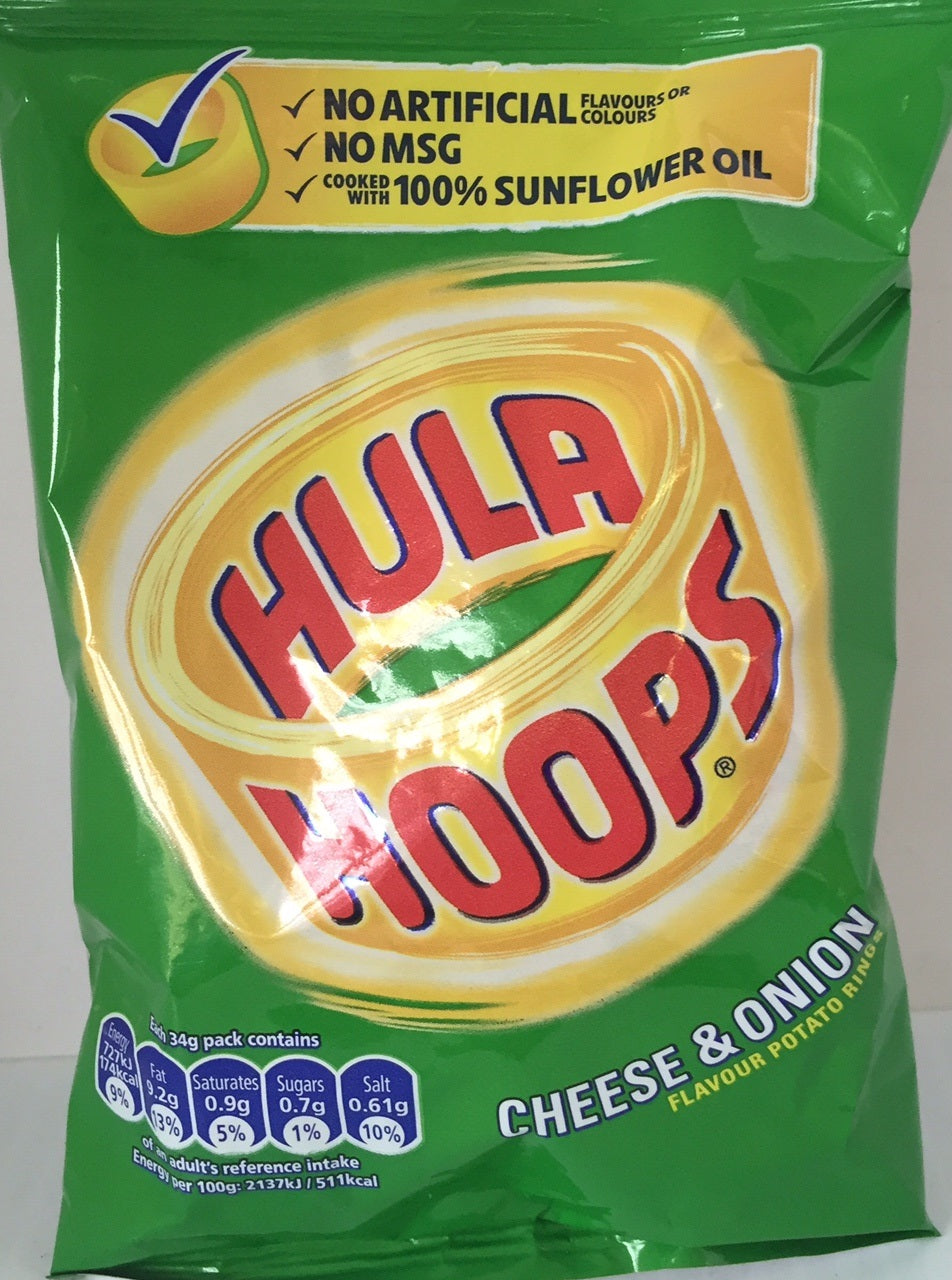 ✓ NO ARTIFICIAL FLAVOURS OR COLOURS
✓ NO MSG
✓ COOKED WITH 100% SUNFLOWER OIL
HULA
HOOPS®
CHEESE & ONION
FLAVOUR POTATO RINGS
Each 34g pack contains
Energy 727kJ 174kcal 9%
Fat 9.2g 13%
Saturates 0.9g 5%
Sugars 0.7g 1%
Salt 0.61g 10%
of an adult's reference intake
Energy per 100g: 2137kJ / 511kcal